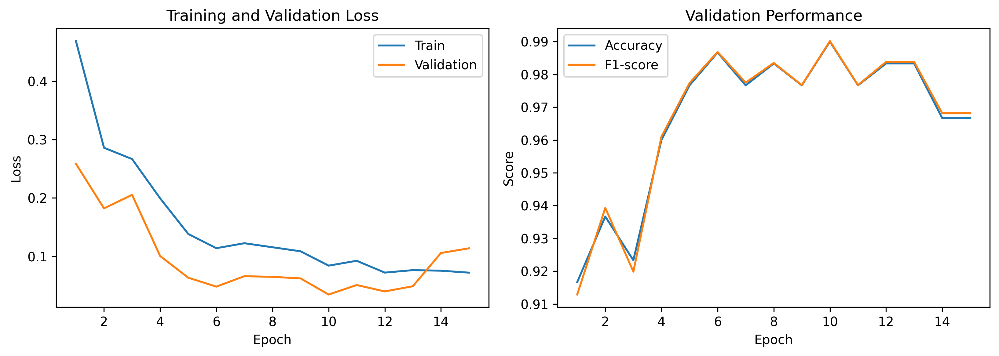 Training and Validation Loss
Train
Validation
0.4
0.3
0.2
0.1
Loss
2 4 6 8 10 12 14
Epoch
Validation Performance
Accuracy
F1-score
0.99
0.98
0.97
0.96
0.95
0.94
0.93
0.92
0.91
Score
2 4 6 8 10 12 14
Epoch